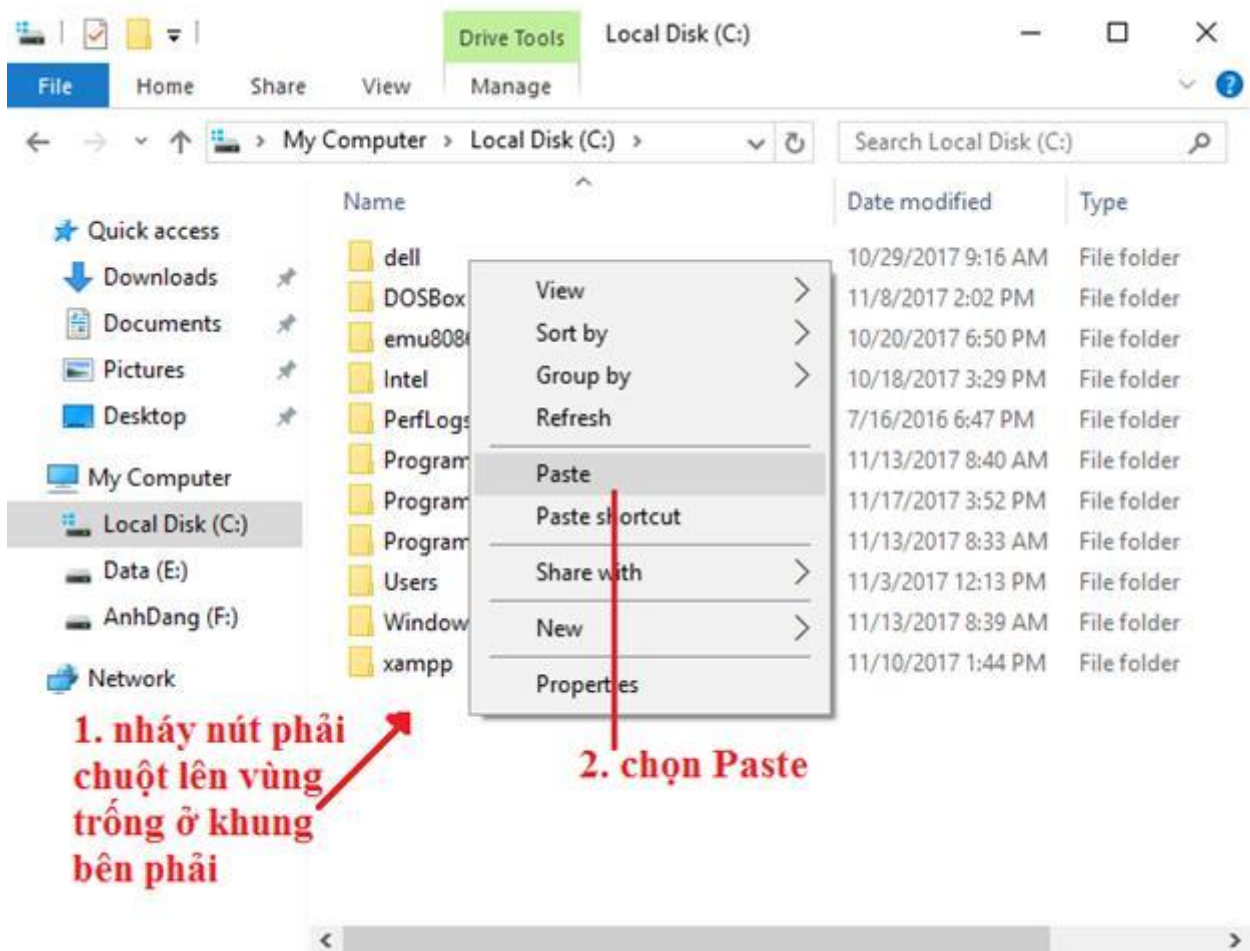 Drive Tools Local Disk (C:)
File Home Share View Manage
My Computer > Local Disk (C:) > Search Local Disk (C:)
Name Date modified Type
Quick access
Downloads
Documents
Pictures
Desktop
My Computer
Local Disk (C:)
Data (E:)
AnhDang (F:)
Network
dell 10/29/2017 9:16 AM File folder
DOSBox 11/8/2017 2:02 PM File folder
emu8086 10/20/2017 6:50 PM File folder
Intel 10/18/2017 3:29 PM File folder
PerfLogs 7/16/2016 6:47 PM File folder
Program 11/13/2017 8:40 AM File folder
Program 11/17/2017 3:52 PM File folder
Program 11/13/2017 8:33 AM File folder
Users 11/3/2017 12:13 PM File folder
Window 11/13/2017 8:39 AM File folder
xampp 11/10/2017 1:44 PM File folder
View
Sort by
Group by
Refresh
Paste
Paste shortcut
Share with
New
Properties
1. nháy nút phải
chuột lên vùng
trống ở khung
bên phải
2. chọn Paste